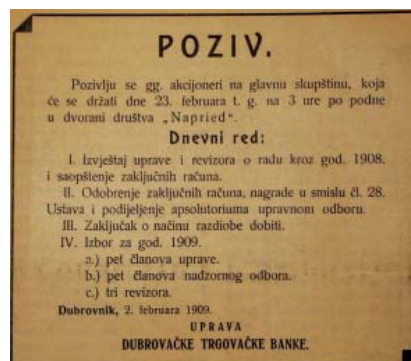 POZIV.
Pozivlju se gg. akcijoneri na glavnu skupštinu, koja
će se držati dne 23. februara t. g. na 3 ure po podne
u dvorani društva „Napried“.
Dnevni red:
I. Izvještaj uprave i revizora o radu kroz god. 1908.
i saopštenje zaključnih računa.
II. Odobrenje zaključnih računa, nagrade u smislu čl. 28.
Ustava i podijeljenje apsolutoriuma upravnom odboru.
III. Zaključak o načinu razdiobe dobiti.
IV. Izbor za god. 1909.
a.) pet članova uprave.
b.) pet članova nadzornog odbora.
c.) tri revizora.
Dubrovnik, 2. februara 1909.
UPRAVA
DUBROVAČKE TRGOVAČKE BANKE.